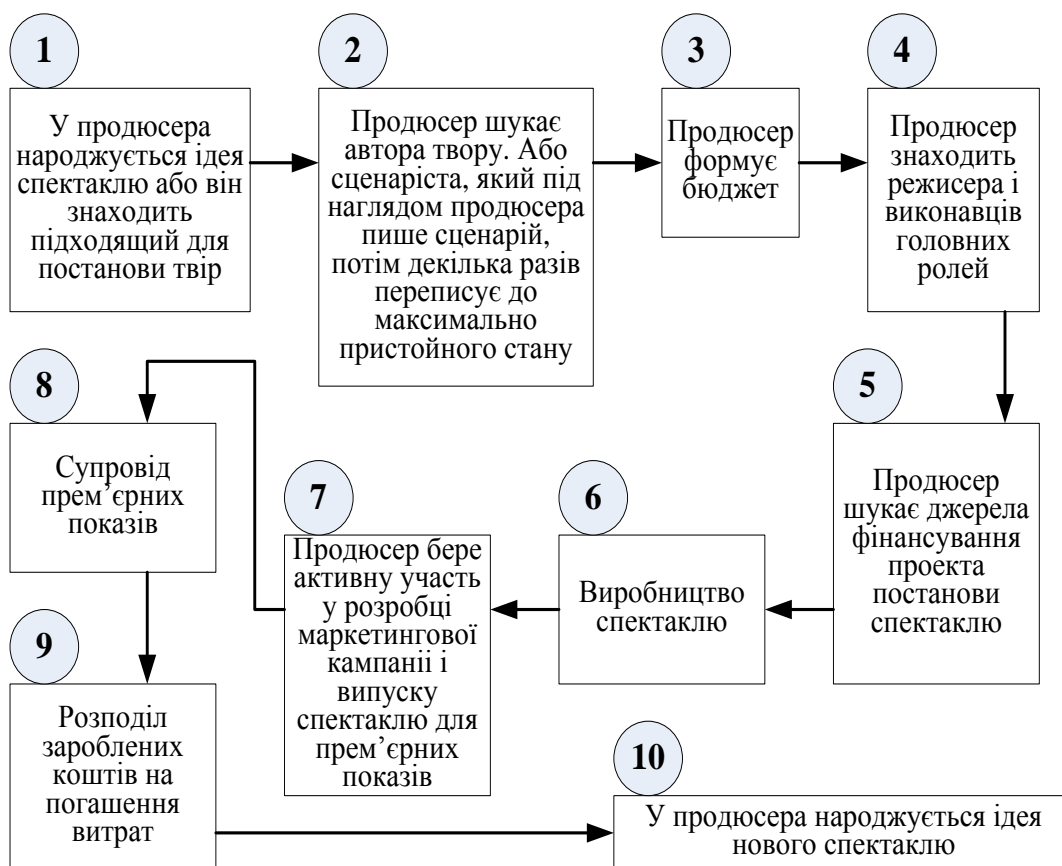 1
У продюсера
народжується ідея
спектаклю або він
знаходить
підходящий для
постанови твір
2
Продюсер шукає
автора твору. Або
сценаріста, який під
наглядом продюсера
пише сценарій,
потім декілька разів
переписує до
максимально
пристойного стану
3
Продюсер
формує
бюджет
4
Продюсер
знаходить
режисера і
виконавців
головних
ролей
5
Продюсер
шукає джерела
фінансування
проекта
постанови
спектаклю
6
Виробництво
спектаклю
7
Продюсер бере
активну участь
у розробці
маркетингової
кампанії і
випуску
спектаклю для
прем’єрних
показів
8
Супровід
прем’єрних
показів
9
Розподіл
зароблених
коштів на
погашення
витрат
10
У продюсера народжується ідея
нового спектаклю